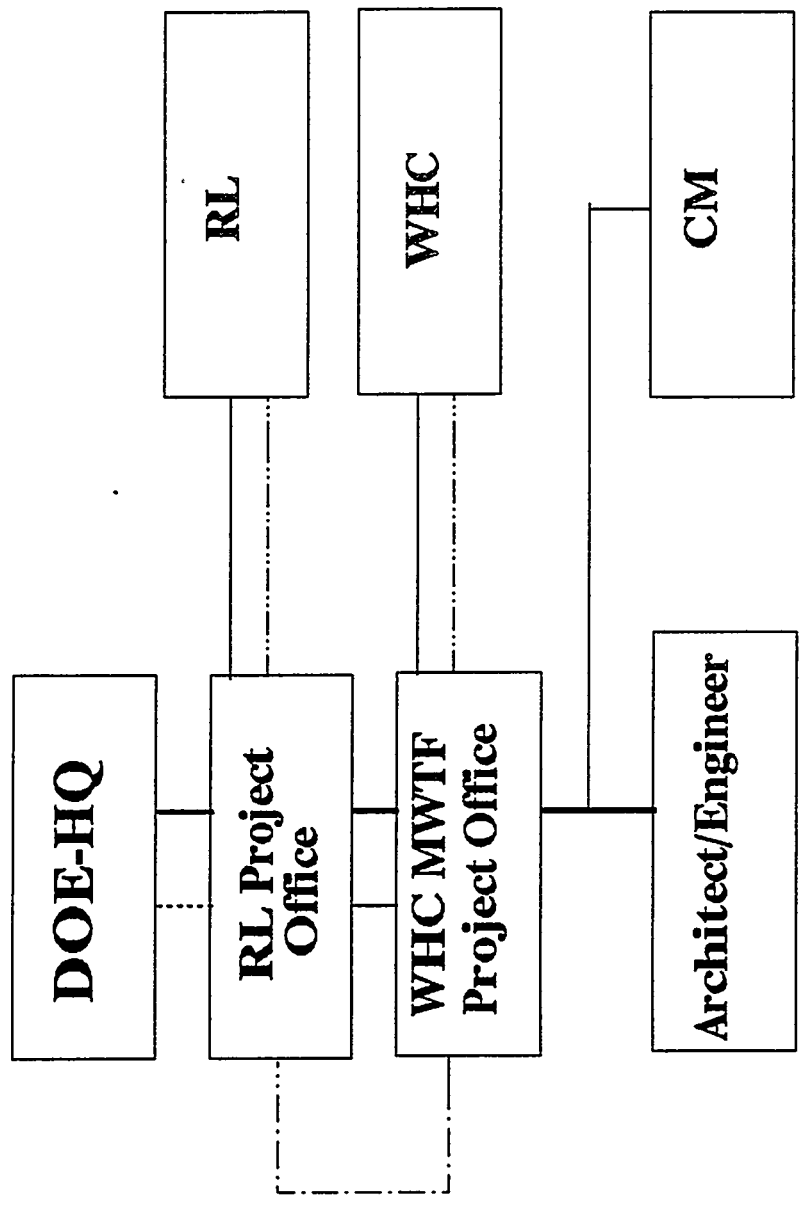 DOE-HQ
RL Project
Office
RL
WHC MWTF
Project Office
WHC
Architect/Engineer
CM